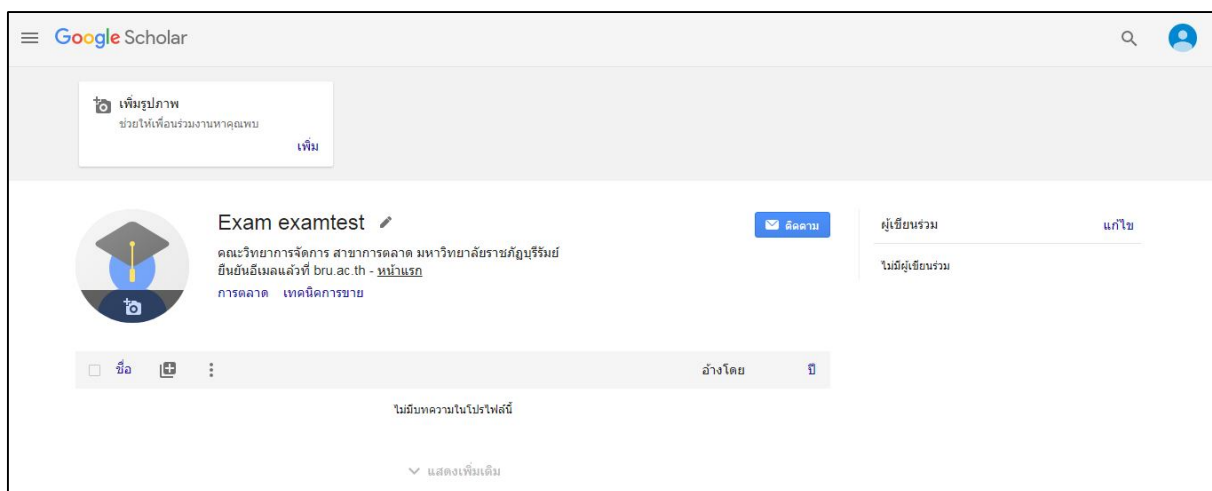 Google Scholar
เพิ่มรูปภาพ
ช่วยให้เพื่อนร่วมงานหาคุณพบ
เพิ่ม
Exam examtest
ติดตาม
คณะวิทยาการจัดการ สาขาการตลาด มหาวิทยาลัยราชภัฏบุรีรัมย์
ยืนยันอีเมลแล้วที่ bru.ac.th - หน้าแรก
การตลาด เทคนิคการขาย
ผู้เขียนร่วม แก้ไข
ไม่มีผู้เขียนร่วม
ชื่อ อ้างโดย ปี
ไม่มีบทความในโปรไฟล์นี้
แสดงเพิ่มเติม